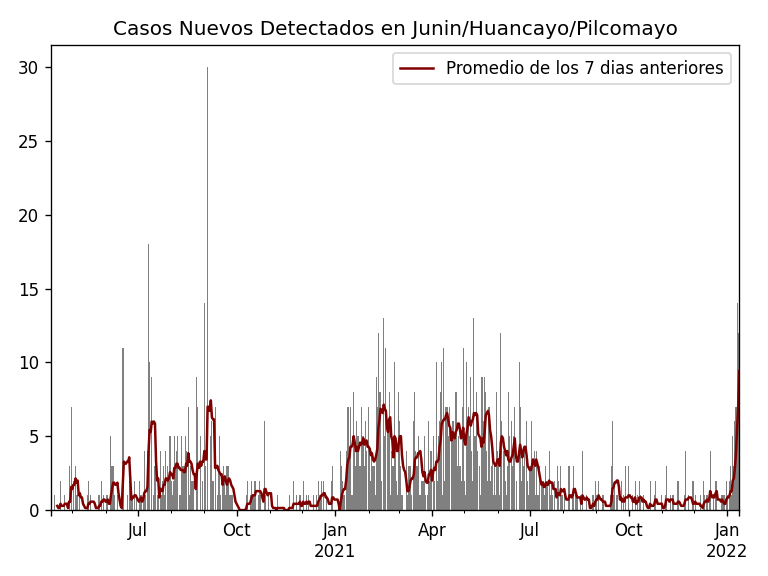 Casos Nuevos Detectados en Junin/Huancayo/Pilcomayo
Promedio de los 7 dias anteriores
30
25
20
15
10
5
0
Jul Oct Jan Apr Jul Oct Jan
2021 2022